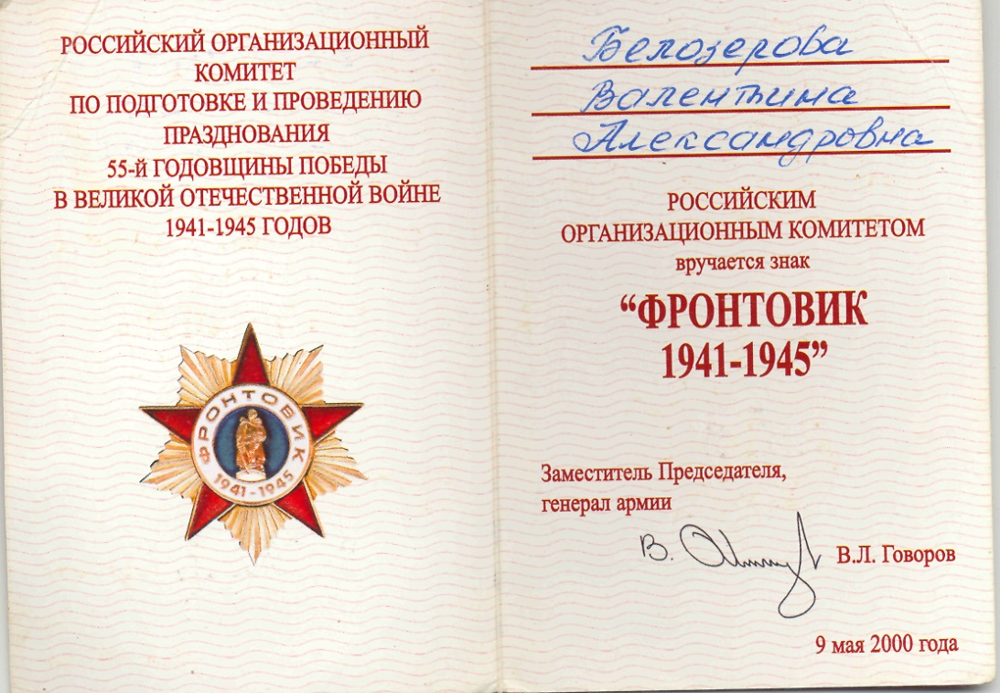 РОССИЙСКИЙ ОРГАНИЗАЦИОННЫЙ
КОМИТЕТ
ПО ПОДГОТОВКЕ И ПРОВЕДЕНИЮ
ПРАЗДНОВАНИЯ
55-й ГОДОВЩИНЫ ПОБЕДЫ
В ВЕЛИКОЙ ОТЕЧЕСТВЕННОЙ ВОЙНЕ
1941-1945 ГОДОВ
ФРОНТОВИК
1941-1945
Белозерова
Валентина
Александровна
РОССИЙСКИМ
ОРГАНИЗАЦИОННЫМ КОМИТЕТОМ
вручается знак
“ФРОНТОВИК
1941-1945”
Заместитель Председателя,
генерал армии
В. Л. Говоров
9 мая 2000 года